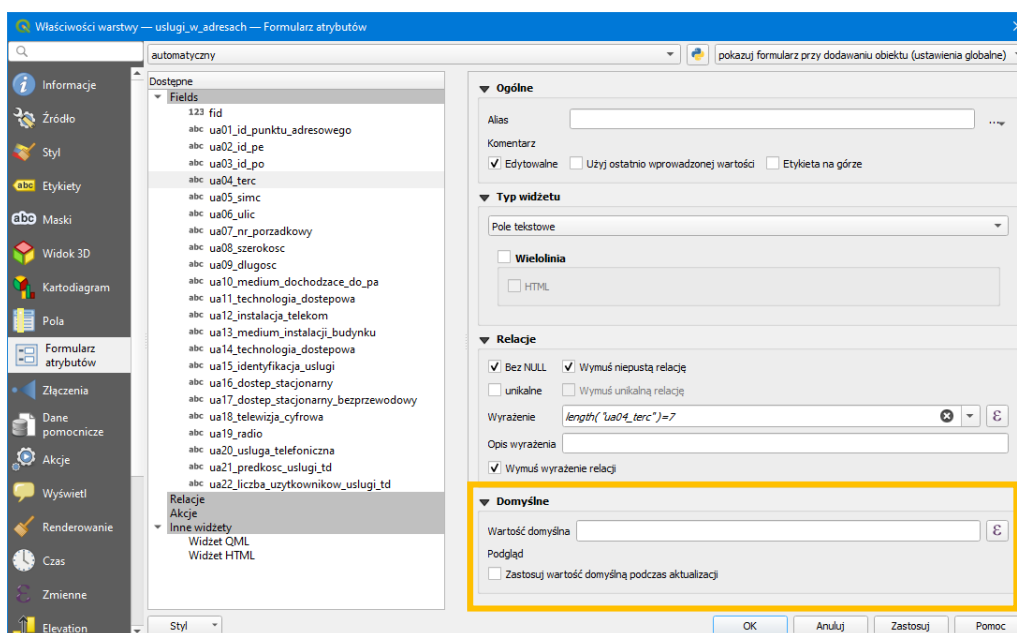 Właściwości warstwy — uslugi_w_adresach — Formularz atrybutów
automatyczny
pokazuj formularz przy dodawaniu obiektu (ustawienia globalne)
Informacje
Źródło
Styl
abc Etykiety
abc Maski
Widok 3D
Kartodiagram
Pola
Formularz
atrybutów
Złączenia
Dane
pomocnicze
Akcje
Wyświetl
Renderowanie
Czas
Zmienne
Elevation
Dostępne
Fields
123 fid
abc ua01_id_punktu_adresowego
abc ua02_id_pe
abc ua03_id_po
abc ua04_terc
abc ua05_simc
abc ua06_ulic
abc ua07_nr_porzadkowy
abc ua08_szerokosc
abc ua09_dlugosc
abc ua10_medium_dochodzace_do_pa
abc ua11_technologia_dostepowa
abc ua12_instalacja_telekom
abc ua13_medium_instalacji_budynku
abc ua14_technologia_dostepowa
abc ua15_identyfikacja_uslugi
abc ua16_dostep_stacjonarny
abc ua17_dostep_stacjonarny_bezprzewodowy
abc ua18_telewizja_cyfrowa
abc ua19_radio
abc ua20_usluga_telefoniczna
abc ua21_predkosc_uslugi_td
abc ua22_liczba_uzytkownikow_uslugi_td
Relacje
Akcje
Inne widżety
Widżet QML
Widżet HTML
Styl
Ogólne
Alias
...
Komentarz
Edytowalne Użyj ostatnio wprowadzonej wartości Etykieta na górze
Typ widżetu
Pole tekstowe
Wielolinia
HTML
Relacje
Bez NULL Wymuś niepustą relację
unikalne Wymuś unikalną relację
Wyrażenie length( "ua04_terc")=7 ε
Opis wyrażenia
Wymuś wyrażenie relacji
Domyślne
Wartość domyślna ε
Podgląd
Zastosuj wartość domyślną podczas aktualizacji
OK Anuluj Zastosuj Pomoc